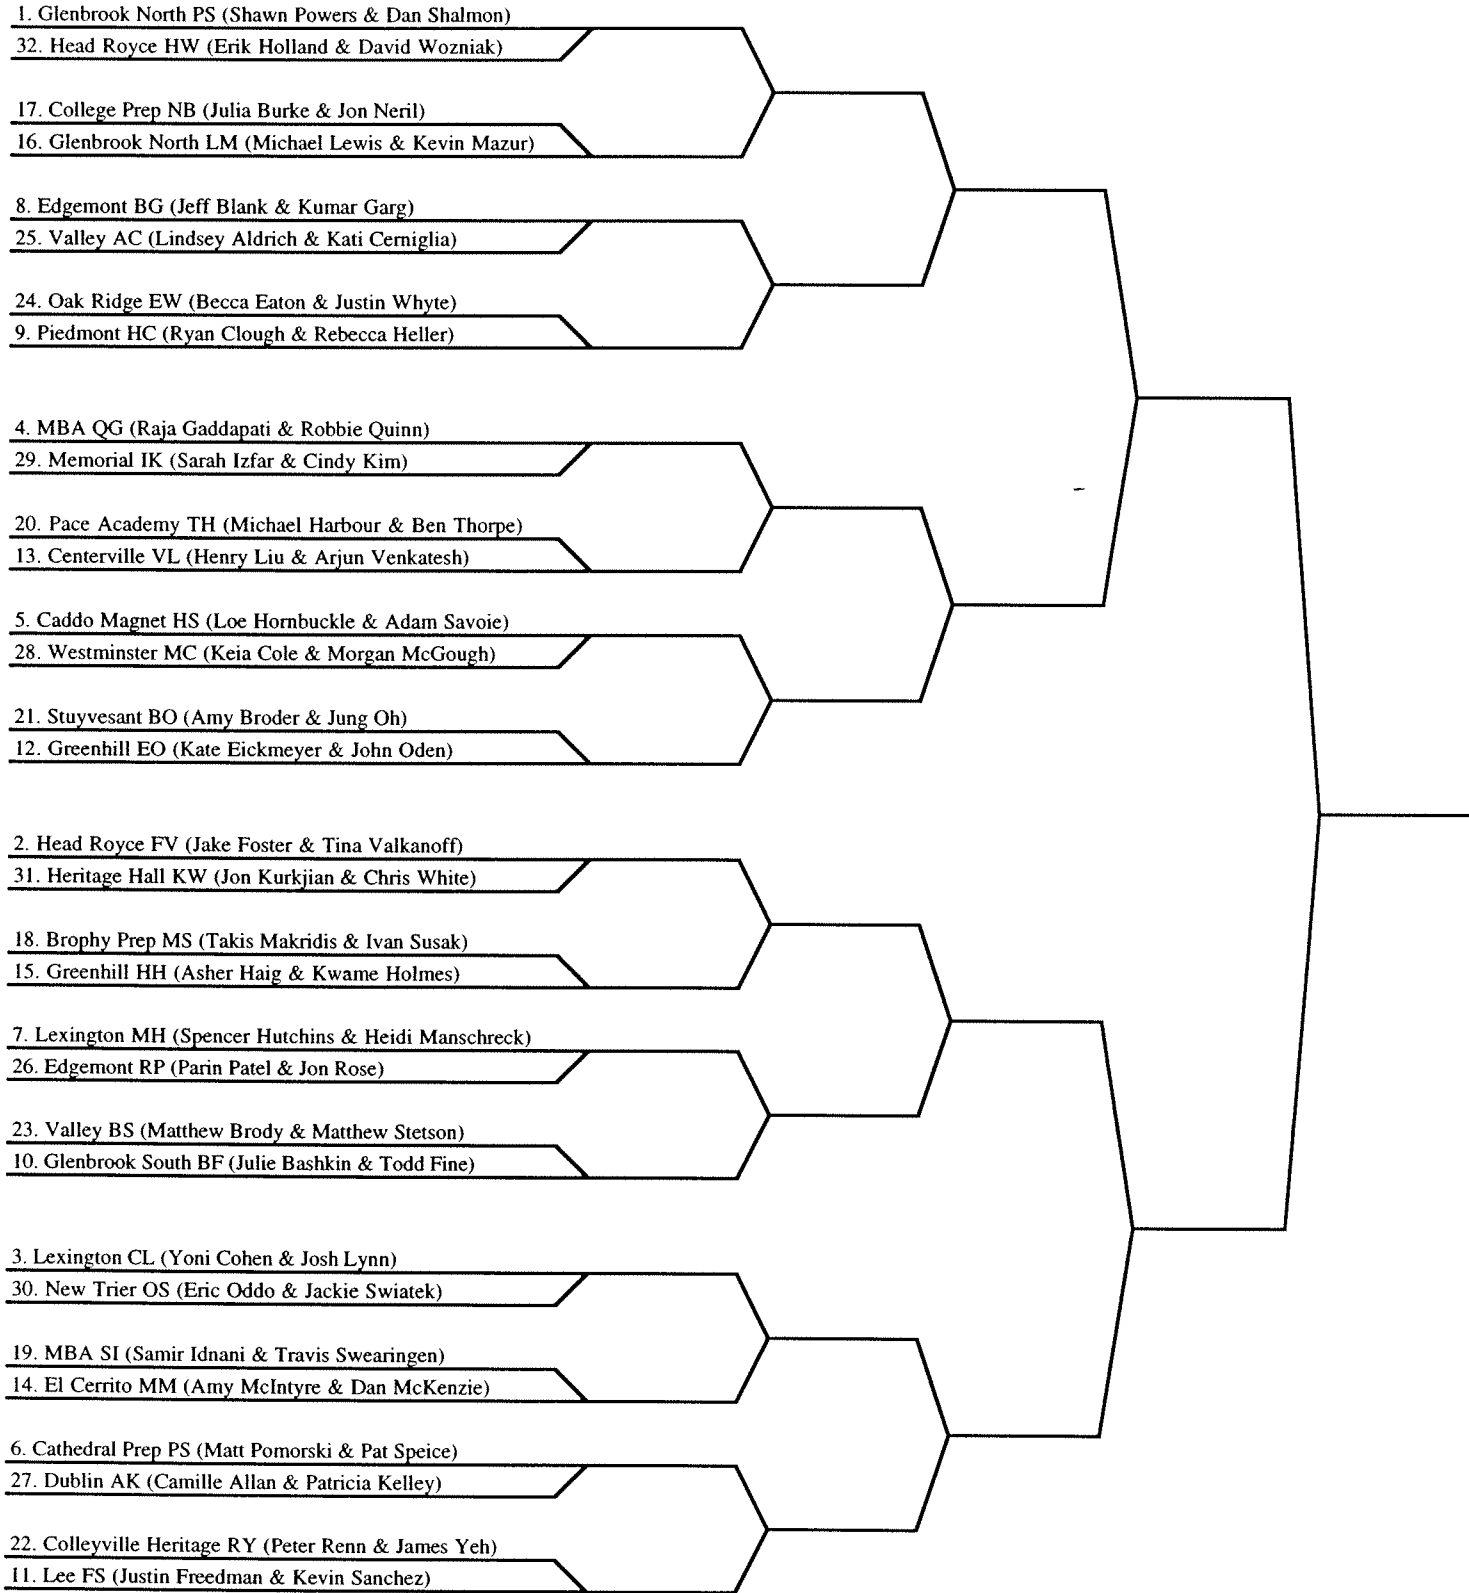 1. Glenbrook North PS (Shawn Powers & Dan Shalmon)
32. Head Royce HW (Erik Holland & David Wozniak)
17. College Prep NB (Julia Burke & Jon Neril)
16. Glenbrook North LM (Michael Lewis & Kevin Mazur)
8. Edgemont BG (Jeff Blank & Kumar Garg)
25. Valley AC (Lindsey Aldrich & Kati Cerniglia)
24. Oak Ridge EW (Becca Eaton & Justin Whyte)
9. Piedmont HC (Ryan Clough & Rebecca Heller)
4. MBA QG (Raja Gaddapati & Robbie Quinn)
29. Memorial IK (Sarah Izfar & Cindy Kim)
20. Pace Academy TH (Michael Harbour & Ben Thorpe)
13. Centerville VL (Henry Liu & Arjun Venkatesh)
5. Caddo Magnet HS (Loe Hornbuckle & Adam Savoie)
28. Westminster MC (Keia Cole & Morgan McGough)
21. Stuyvesant BO (Amy Broder & Jung Oh)
12. Greenhill EO (Kate Eickmeyer & John Oden)
2. Head Royce FV (Jake Foster & Tina Valkanoff)
31. Heritage Hall KW (Jon Kurkjian & Chris White)
18. Brophy Prep MS (Takis Makridis & Ivan Susak)
15. Greenhill HH (Asher Haig & Kwame Holmes)
7. Lexington MH (Spencer Hutchins & Heidi Manschreck)
26. Edgemont RP (Parin Patel & Jon Rose)
23. Valley BS (Matthew Brody & Matthew Stetson)
10. Glenbrook South BF (Julie Bashkin & Todd Fine)
3. Lexington CL (Yoni Cohen & Josh Lynn)
30. New Trier OS (Eric Oddo & Jackie Swiatek)
19. MBA SI (Samir Idnani & Travis Swearingen)
14. El Cerrito MM (Amy McIntyre & Dan McKenzie)
6. Cathedral Prep PS (Matt Pomorski & Pat Speice)
27. Dublin AK (Camille Allan & Patricia Kelley)
22. Colleyville Heritage RY (Peter Renn & James Yeh)
11. Lee FS (Justin Freedman & Kevin Sanchez)